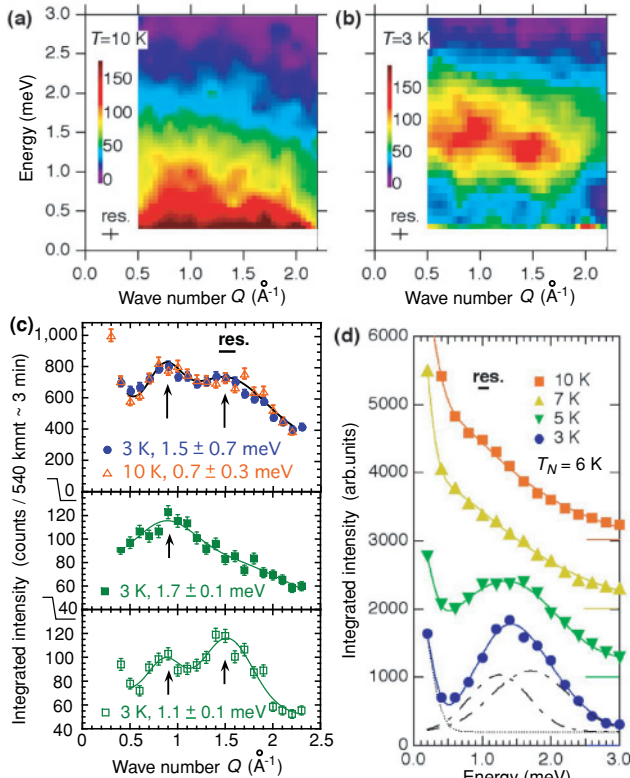 (a)
T=10 K
Energy (meV)
3.0
2.5
2.0
1.5
1.0
0.5
0.0
150
100
50
0
res.
0.0 0.5 1.0 1.5 2.0
Wave number Q (Å-1)
(b)
T=3 K
150
100
50
0
res.
0.0 0.5 1.0 1.5 2.0
Wave number Q (Å-1)
(c)
Integrated intensity (counts / 540 kmnt ~ 3 min)
1,000
800
600
400
0
res.
3 K, 1.5 ± 0.7 meV
10 K, 0.7 ± 0.3 meV
120
100
80
60
40
3 K, 1.7 ± 0.1 meV
120
100
80
60
40
3 K, 1.1 ± 0.1 meV
0 0.5 1.0 1.5 2.0 2.5
Wave number Q (Å-1)
(d)
Integrated intensity (arb.units)
6000
5000
4000
3000
2000
1000
0
res.
10 K
7 K
5 K
3 K
TN = 6 K
0.0 1.0 2.0 3.0
Energy (meV)